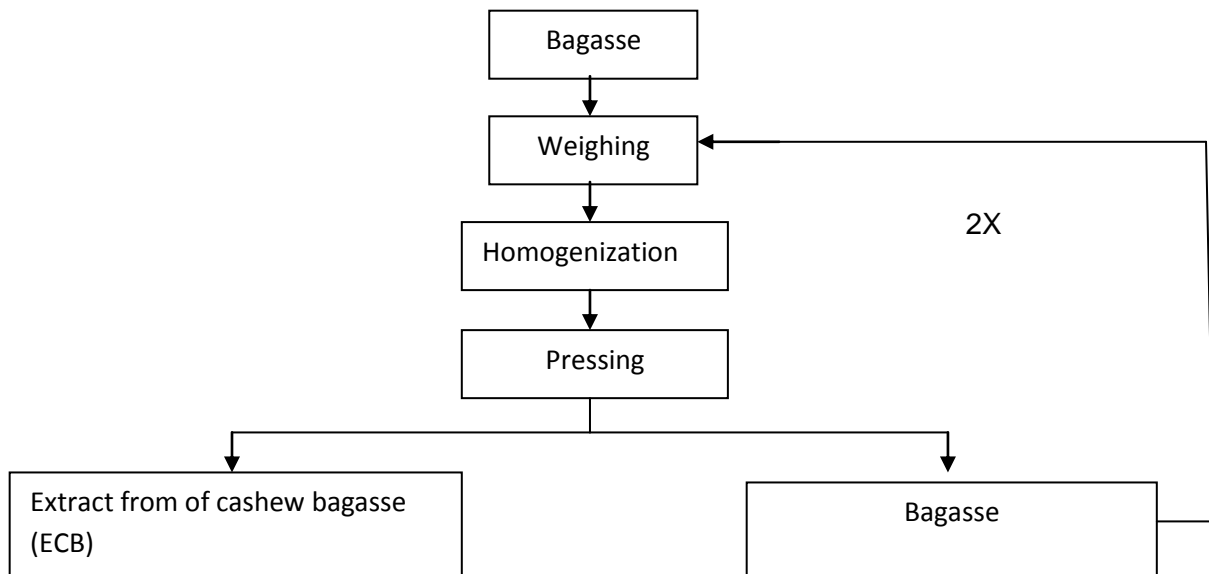 Bagasse
Weighing
2X
Homogenization
Pressing
Extract from of cashew bagasse
(ECB)
Bagasse